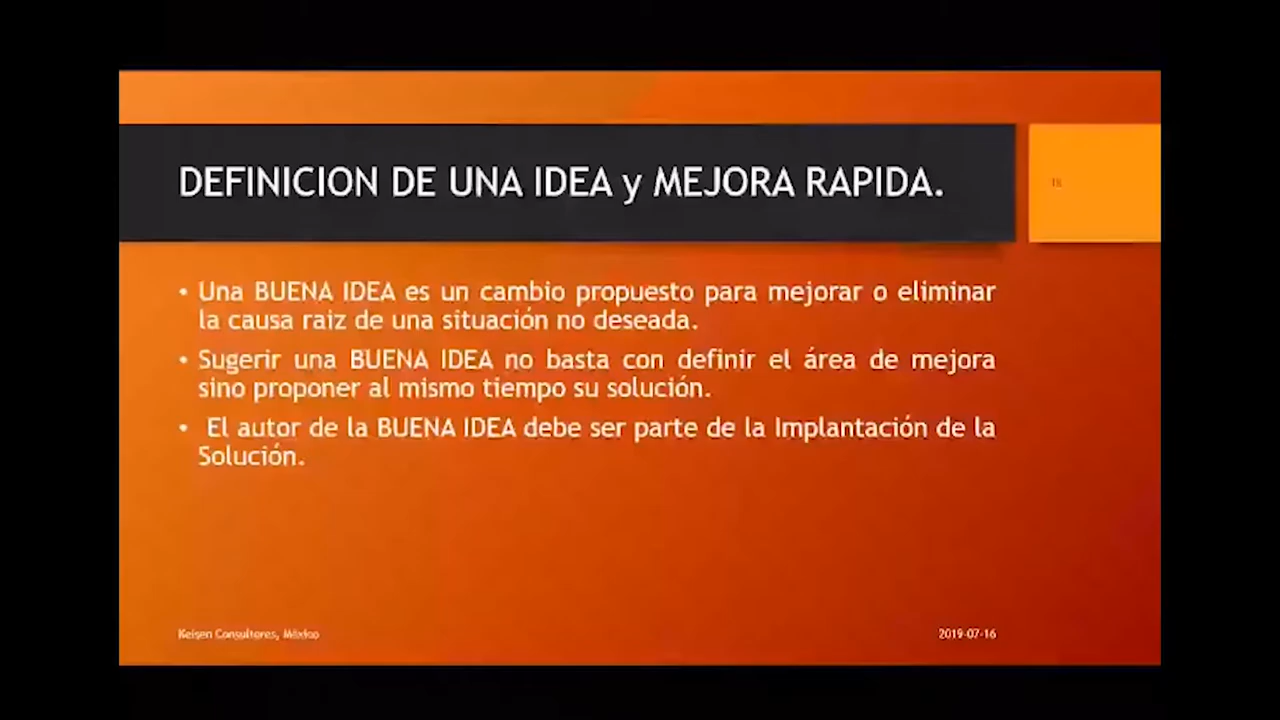 DEFINICION DE UNA IDEA y MEJORA RAPIDA.
• Una BUENA IDEA es un cambio propuesto para mejorar o eliminar
la causa raiz de una situación no deseada.
• Sugerir una BUENA IDEA no basta con definir el área de mejora
sino proponer al mismo tiempo su solución.
• El autor de la BUENA IDEA debe ser parte de la Implantación de la
Solución.
Keisen Consultores, México
2019-07-16